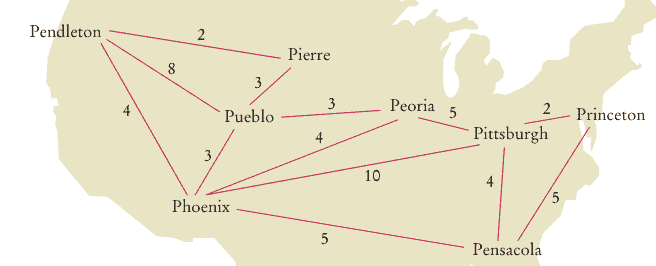 Pendleton
2
Pierre
8
3
4
Pueblo
3
Peoria
5
2
Princeton
Pittsburgh
4
3
10
4
5
Phoenix
5
Pensacola